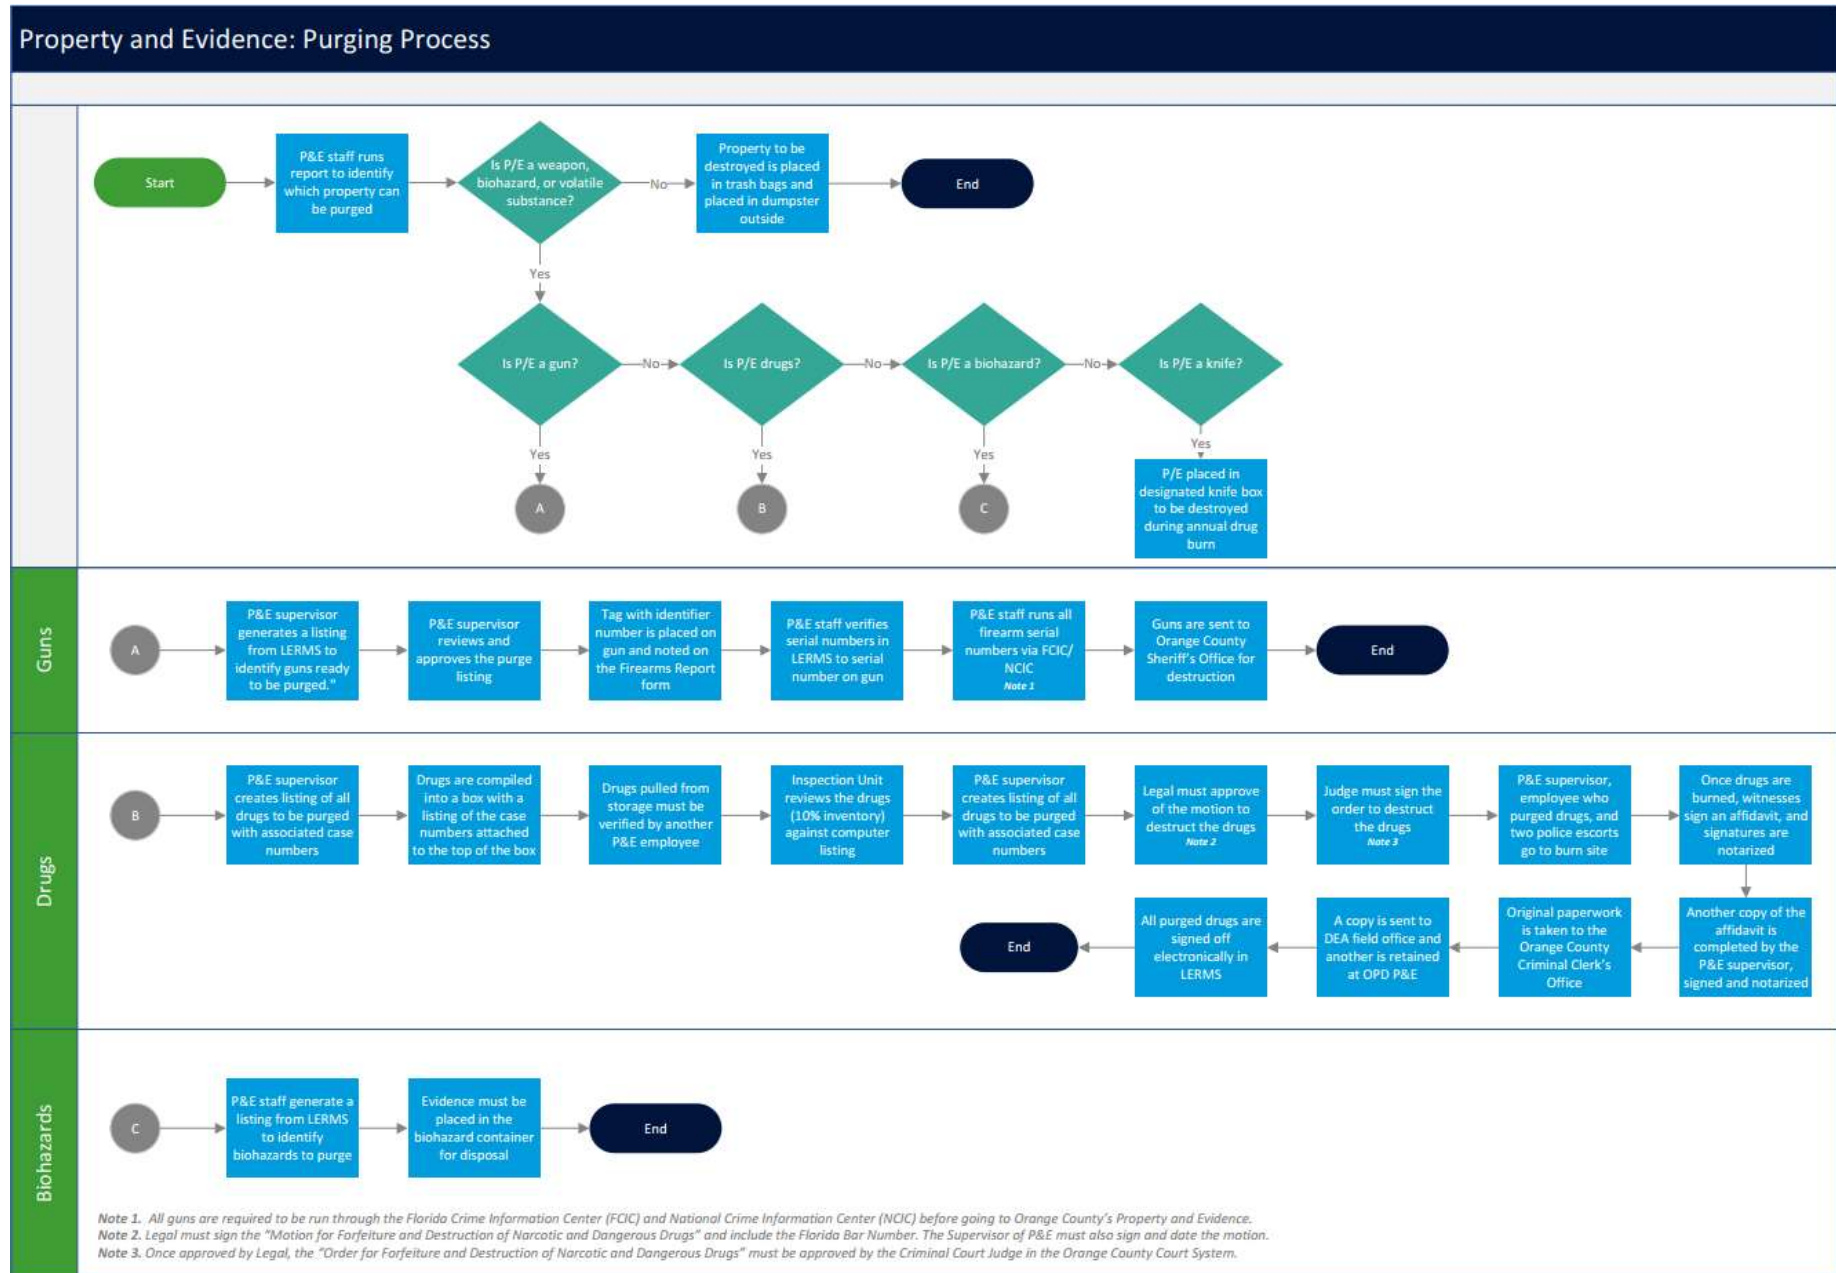 Property and Evidence: Purging Process
Start
P&E staff runs
report to identify
which property can
be purged
Is P/E a weapon,
biohazard, or volatile
substance?
No
Property to be
destroyed is placed
in trash bags and
placed in dumpster
outside
End
Yes
Is P/E a gun?
No
Is P/E drugs?
No
Is P/E a biohazard?
No
Is P/E a knife?
Yes
Yes
Yes
Yes
A
B
C
P/E placed in
designated knife box
to be destroyed
during annual drug
burn
Guns
A
P&E supervisor
generates a listing
from LERMS to
identify guns ready
to be purged."
P&E supervisor
reviews and
approves the purge
listing
Tag with identifier
number is placed on
gun and noted on
the Firearms Report
form
P&E staff verifies
serial numbers in
LERMS to serial
number on gun
P&E staff runs all
firearm serial
numbers via FCIC/
NCIC
Note 1
Guns are sent to
Orange County
Sheriff's Office for
destruction
End
Drugs
B
P&E supervisor
creates listing of all
drugs to be purged
with associated case
numbers
Drugs are compiled
into a box with a
listing of the case
numbers attached
to the top of the box
Drugs pulled from
storage must be
verified by another
P&E employee
Inspection Unit
reviews the drugs
(10% inventory)
against computer
listing
P&E supervisor
creates listing of all
drugs to be purged
with associated case
numbers
Legal must approve
of the motion to
destruct the drugs
Note 2
Judge must sign the
order to destruct
the drugs
Note 3
P&E supervisor,
employee who
purged drugs, and
two police escorts
go to burn site
Once drugs are
burned, witnesses
sign an affidavit, and
signatures are
notarized
Another copy of the
affidavit is
completed by the
P&E supervisor,
signed and notarized
Original paperwork
is taken to the
Orange County
Criminal Clerk's
Office
A copy is sent to
DEA field office and
another is retained
at OPD P&E
All purged drugs are
signed off
electronically in
LERMS
End
Biohazards
C
P&E staff generate a
listing from LERMS
to identify
biohazards to purge
Evidence must be
placed in the
biohazard container
for disposal
End
Note 1. All guns are required to be run through the Florida Crime Information Center (FCIC) and National Crime Information Center (NCIC) before going to Orange County's Property and Evidence.
Note 2. Legal must sign the "Motion for Forfeiture and Destruction of Narcotic and Dangerous Drugs" and include the Florida Bar Number. The Supervisor of P&E must also sign and date the motion.
Note 3. Once approved by Legal, the "Order for Forfeiture and Destruction of Narcotic and Dangerous Drugs" must be approved by the Criminal Court Judge in the Orange County Court System.